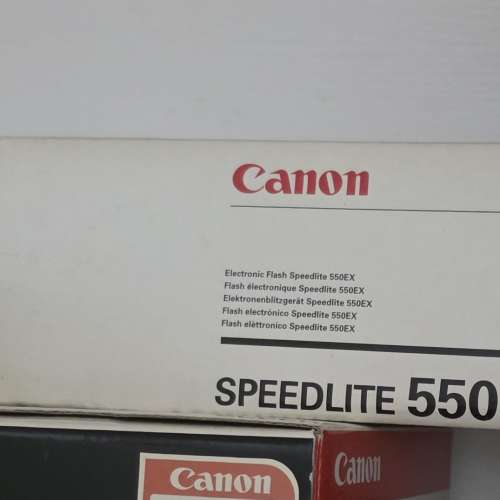 Canon
Electronic Flash Speedlite 550EX
Flash électronique Speedlite 550EX
Elektronenblitzgerät Speedlite 550EX
Flash electrónico Speedlite 550EX
Flash elèttronico Speedlite 550EX
SPEEDLITE 550
Canon
Canon